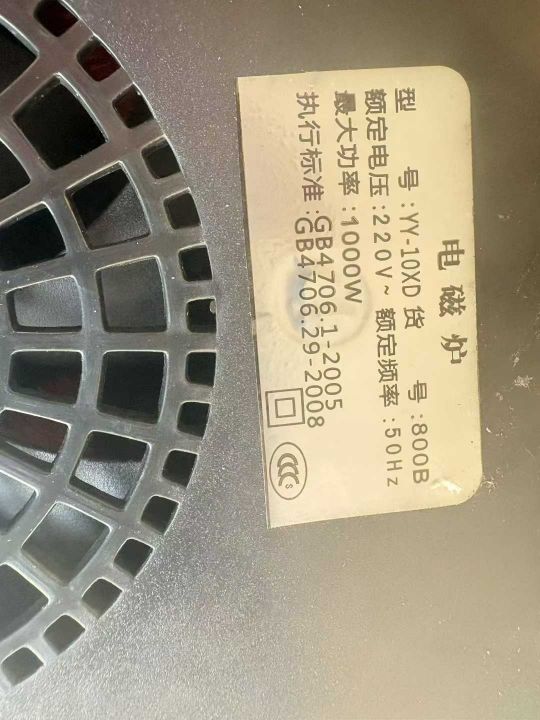 电磁炉
型 号:YY-10XD 货 号:800B
额定电压:220V~ 额定频率:50Hz
最大功率:1000W
执行标准:GB4706.1-2005
GB4706.29-2008
CCC S